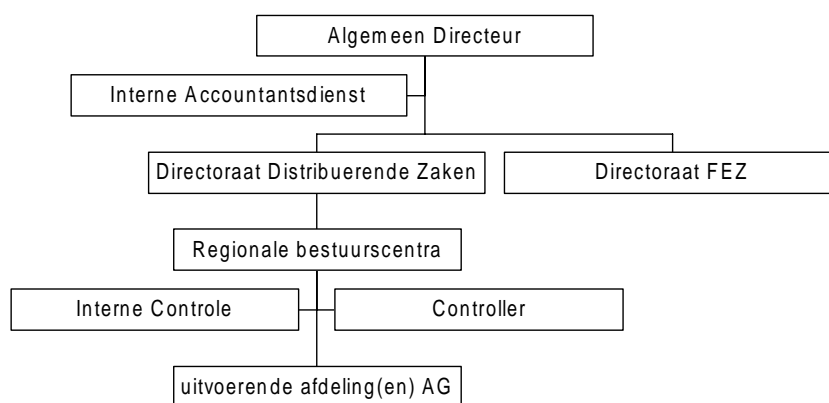 Algemeen Directeur
Interne Accountantsdienst
Directoraat Distribuerende Zaken
Directoraat FEZ
Regionale bestuurscentra
Interne Controle
Controller
uitvoerende afdeling(en) AG